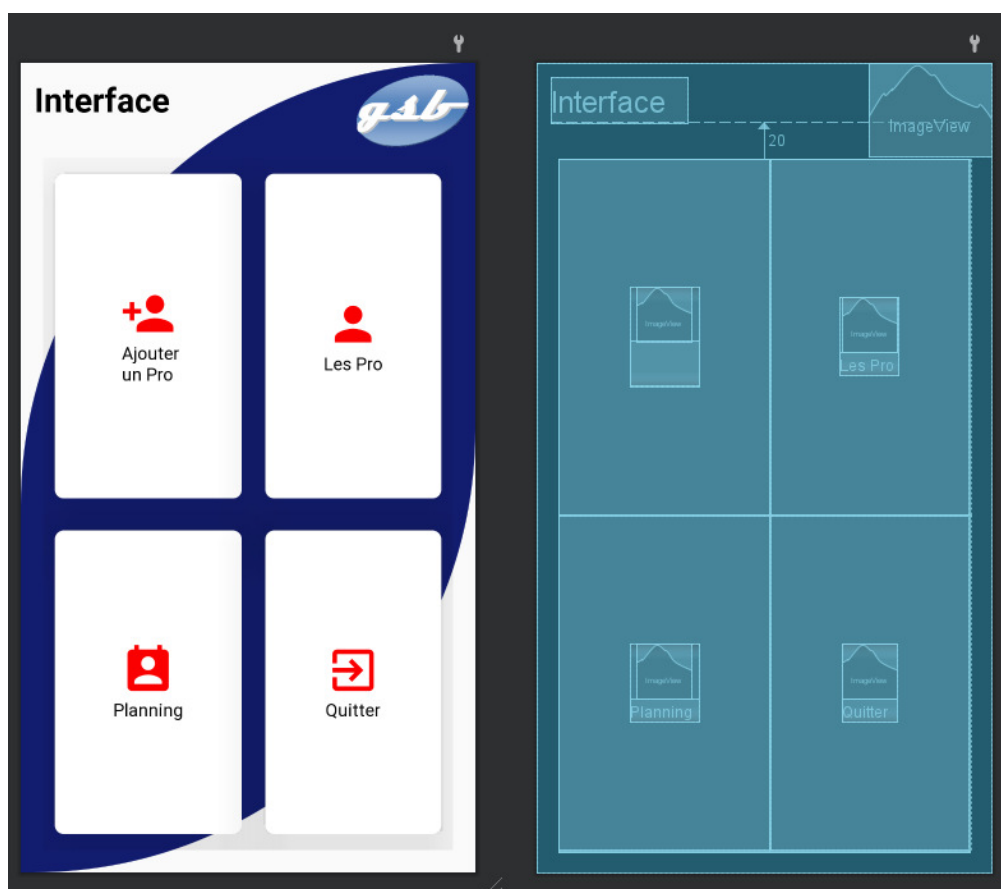 Interface
gsb
Ajouter
un Pro
Les Pro
Planning
Quitter
Interface
ImageView
20
ImageView
ImageView
Les Pro
ImageView
Planning
ImageView
Quitter